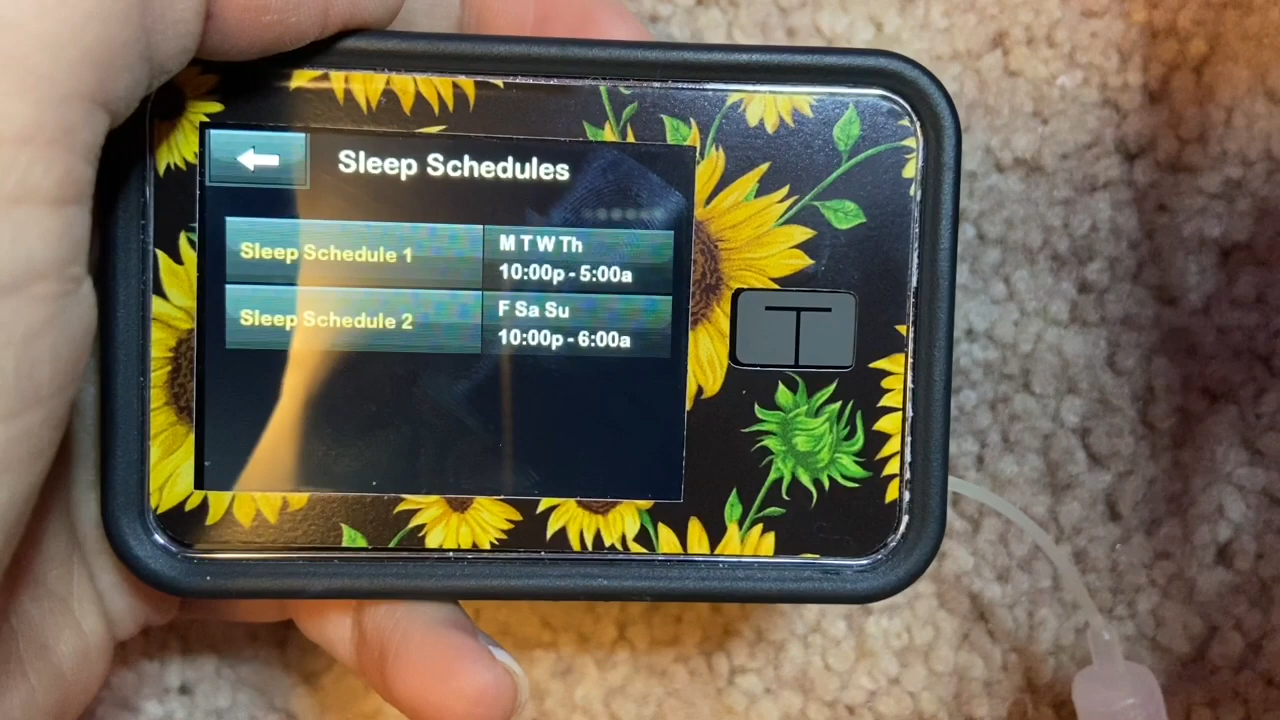 Sleep Schedules
Sleep Schedule 1
M T W Th
10:00p - 5:00a
Sleep Schedule 2
F Sa Su
10:00p - 6:00a